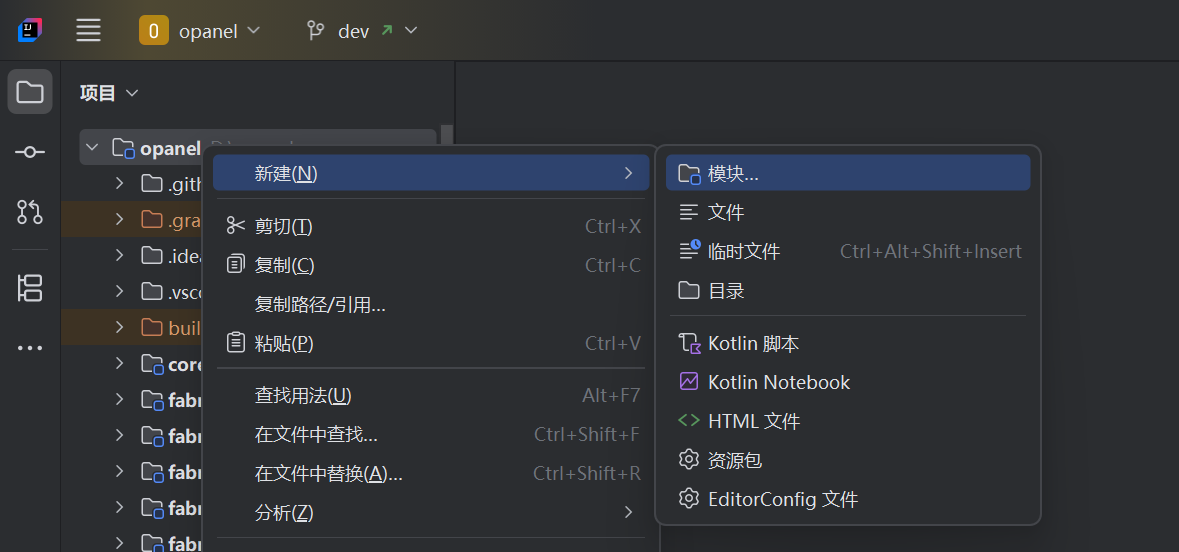 IJ
O opanel dev
项目
opanel
新建(N)
模块...
.gith
文件
剪切(T) Ctrl+X
.gra
临时文件 Ctrl+Alt+Shift+Insert
.idea
复制(C) Ctrl+C
目录
.vsco
复制路径/引用...
buil
粘贴(P) Ctrl+V
Kotlin 脚本
core
Kotlin Notebook
fabr
查找用法(U) Alt+F7
HTML 文件
fabr
在文件中查找... Ctrl+Shift+F
资源包
fabr
在文件中替换(A)... Ctrl+Shift+R
EditorConfig 文件
fabr
分析(Z)
fabr